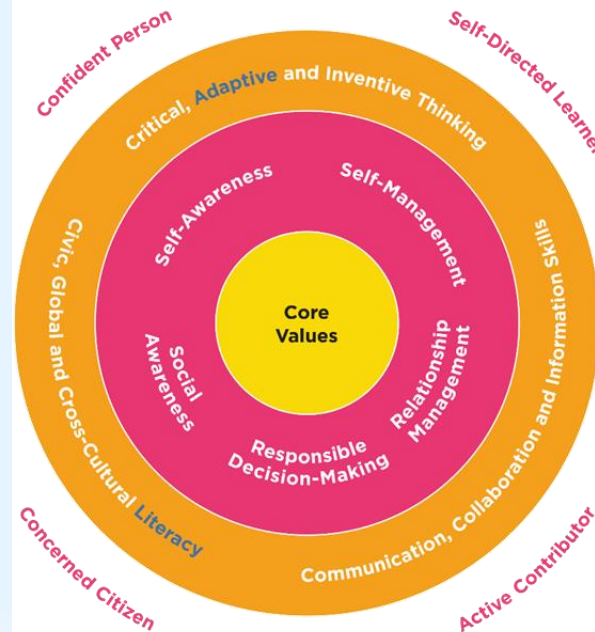 Confident Person
Self-Directed Learner
Critical, Adaptive and Inventive Thinking
Self-Awareness
Self-Management
Civic, Global and Cross-Cultural Literacy
Communication, Collaboration and Information Skills
Core
Values
Social
Awareness
Relationship
Management
Responsible
Decision-Making
Concerned Citizen
Active Contributor